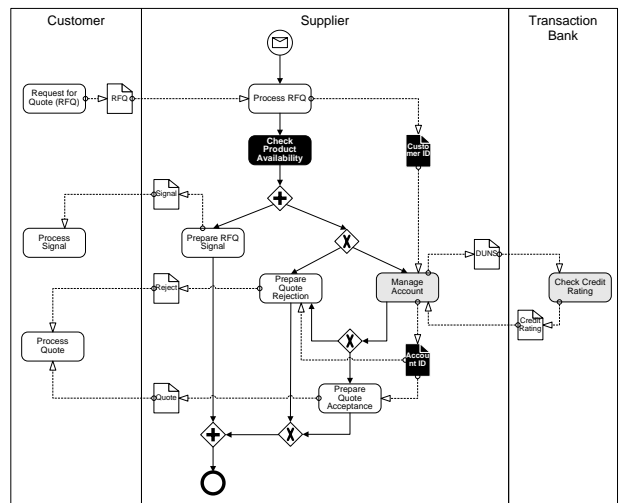 Customer
Supplier
Transaction
Bank
Request for
Quote (RFQ)
RFQ
Process RFQ
Check
Product
Availability
Custo
mer ID
Signal
Process
Signal
Prepare RFQ
Signal
X
DUNS
Reject
Prepare
Quote
Rejection
Manage
Account
Check Credit
Rating
Credit
Rating
Process
Quote
X
Accou
nt ID
Quote
Prepare
Quote
Acceptance
X